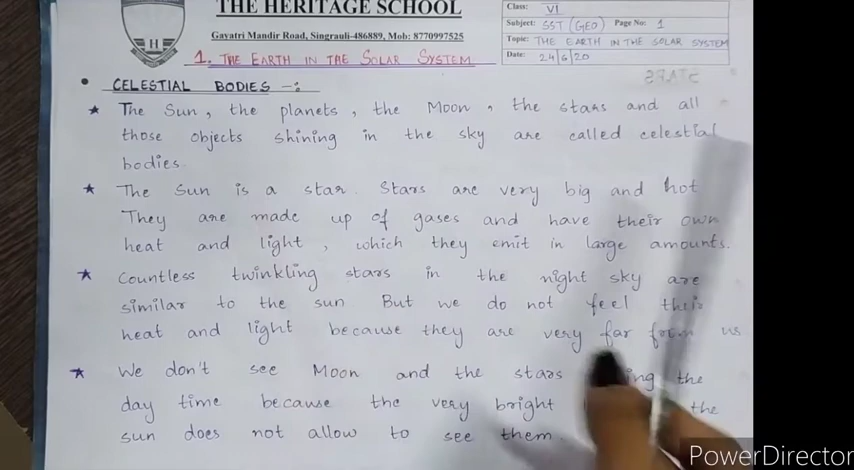 THE HERITAGE SCHOOL
Gayatri Mandir Road, Singrauli-486889, Mob: 8770997525
Class: VI
Subject: SST (GEO) Page No: 1
Topic: THE EARTH IN THE SOLAR SYSTEM
Date: 24/6/20
1. THE EARTH IN THE SOLAR SYSTEM
• CELESTIAL BODIES -:
★ The Sun, the planets, the Moon, the stars and all
those objects shining in the sky are called celestial
bodies.
★ The Sun is a star. Stars are very big and hot
They are made up of gases and have their own
heat and light, which they emit in large amounts.
★ Countless twinkling stars in the night sky are
similar to the sun But we do not feel their
heat and light because they are very far from us
★ We don't see Moon and the stars ing the
day time because the very bright the
sun does not allow to see them.
PowerDirector